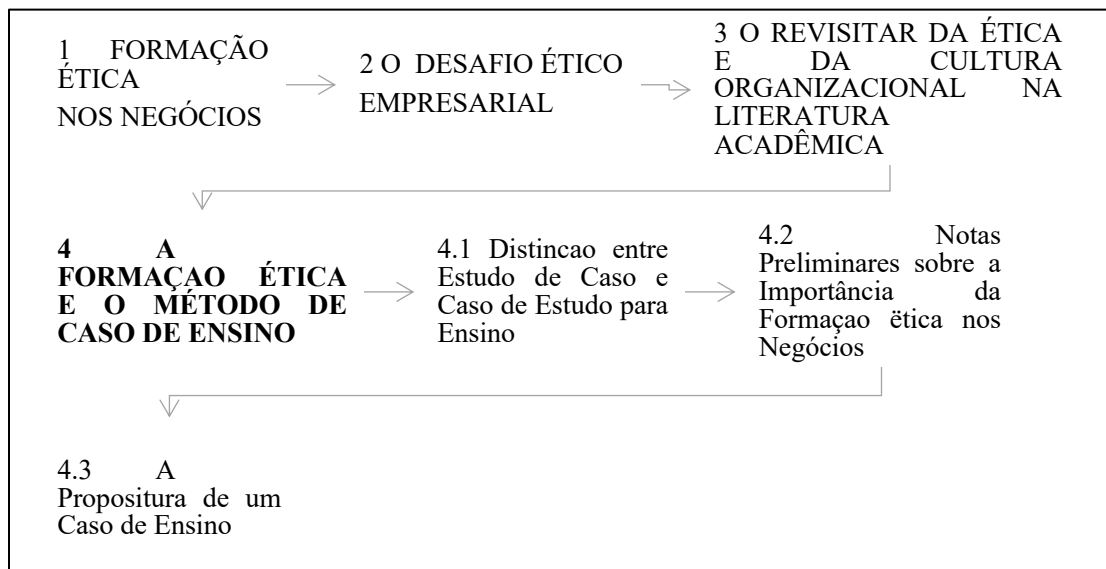 1 FORMAÇÃO
ÉTICA
NOS NEGÓCIOS
2 O DESAFIO ÉTICO
EMPRESARIAL
3 O REVISITAR DA ÉTICA
E DA CULTURA
ORGANIZACIONAL NA
LITERATURA
ACADÊMICA
4 A
FORMAÇAO ÉTICA
E O MÉTODO DE
CASO DE ENSINO
4.1 Distincao entre
Estudo de Caso e
Caso de Estudo para
Ensino
4.2 Notas
Preliminares sobre a
Importância da
Formaçao ëtica nos
Negócios
4.3 A
Propositura de um
Caso de Ensino